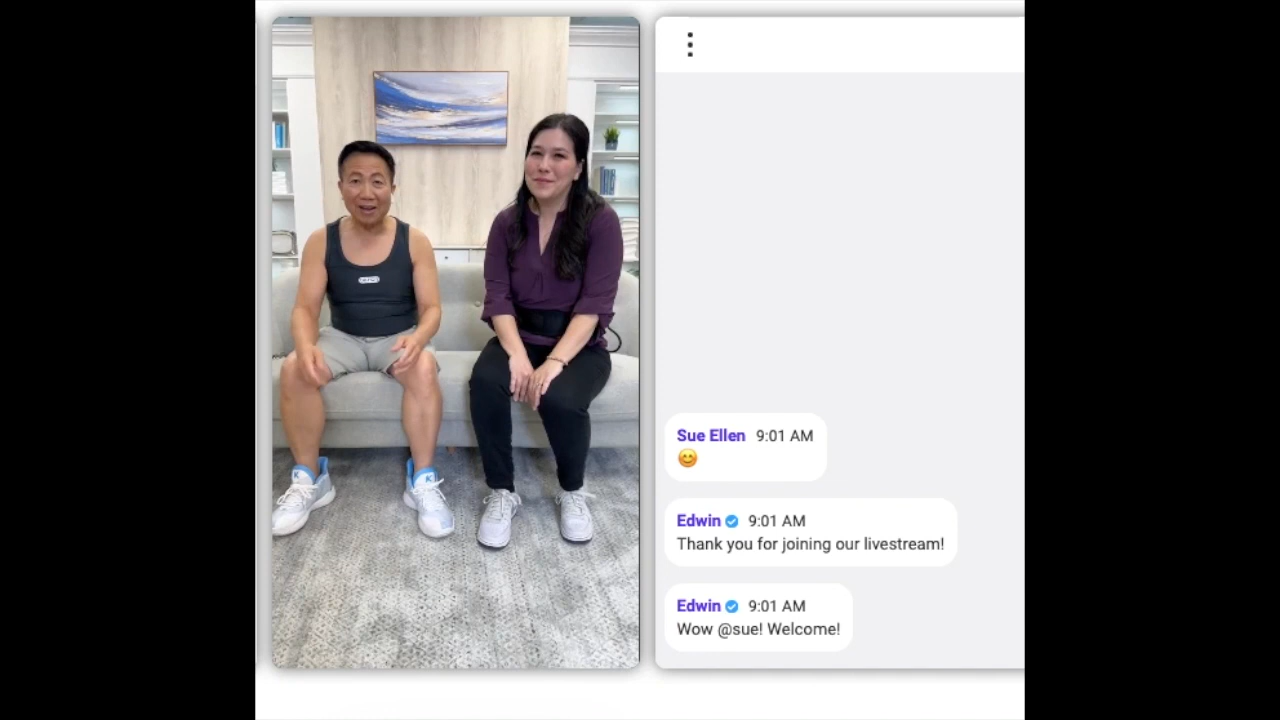 Sue Ellen 9:01 AM
😊
Edwin 9:01 AM
Thank you for joining our livestream!
Edwin 9:01 AM
Wow @sue! Welcome!
K